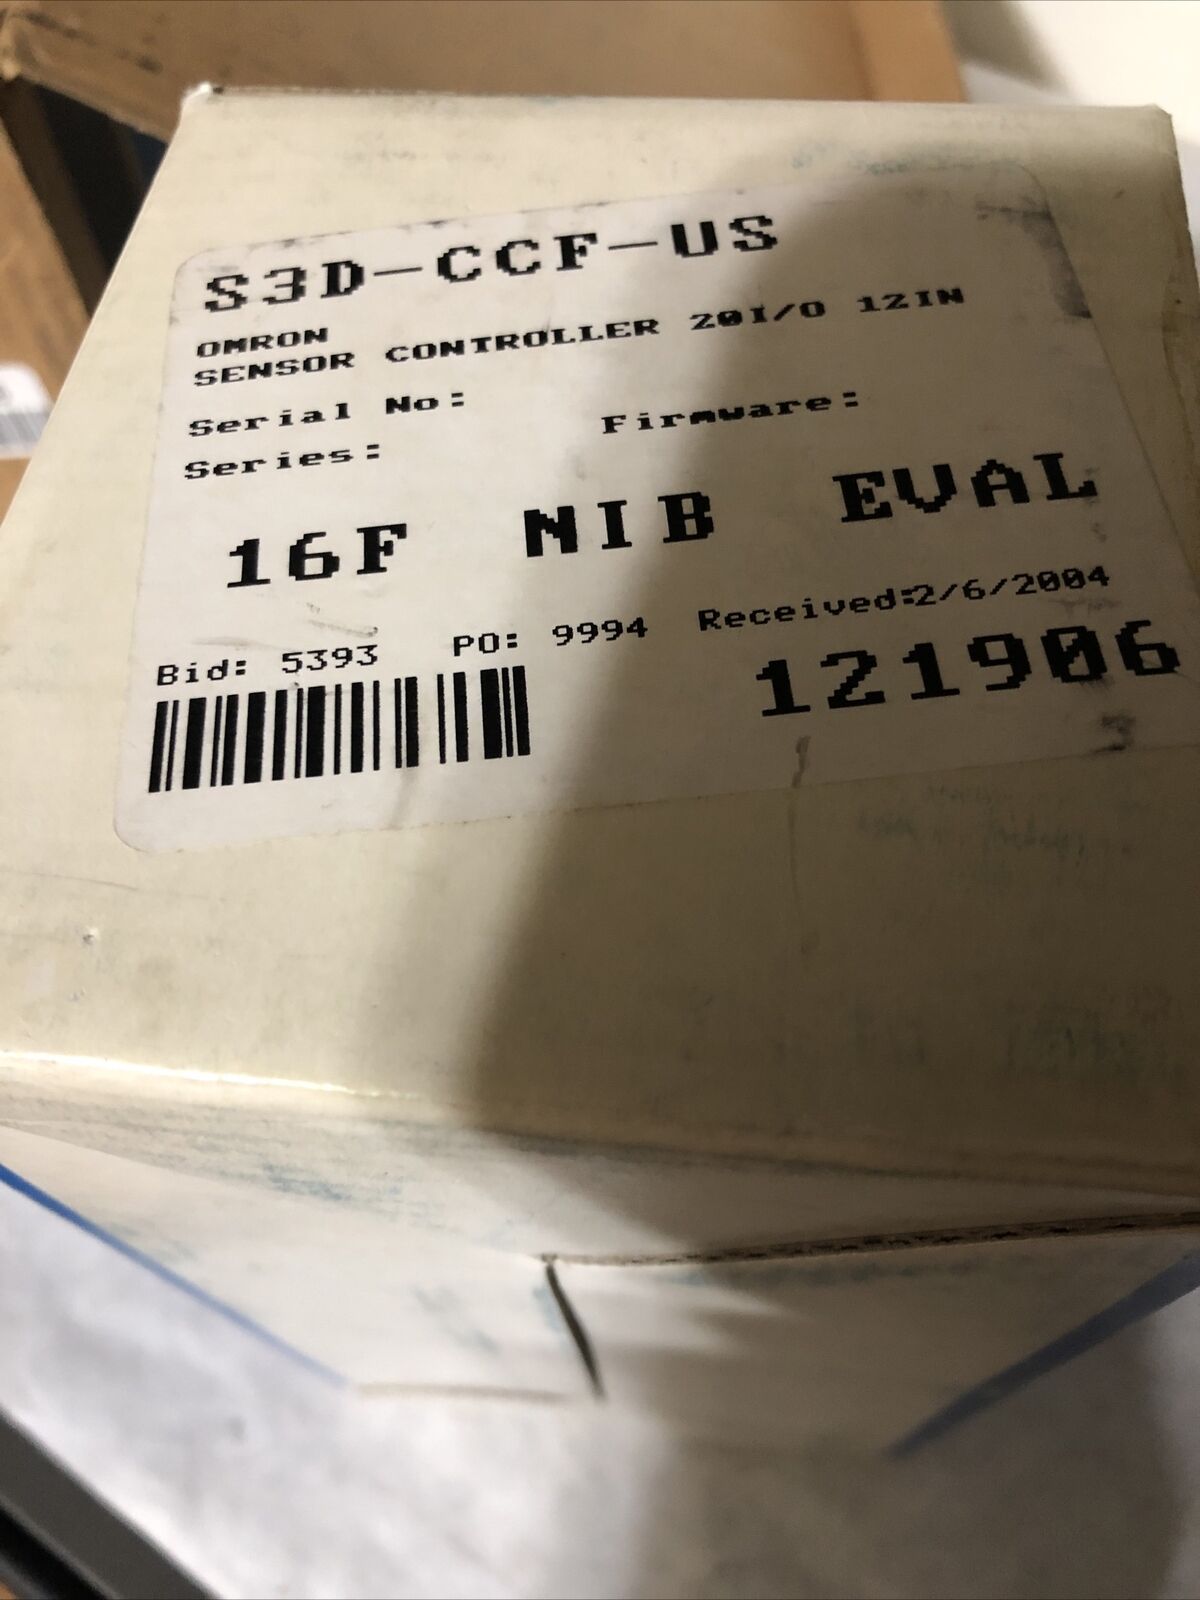 S3D-CCF-US
OMRON
SENSOR CONTROLLER 20I/O 12IN
Serial No:
Series: Firmware:
16F NIB EVAL
Bid: 5393 PO: 9994 Received:2/6/2004
121906